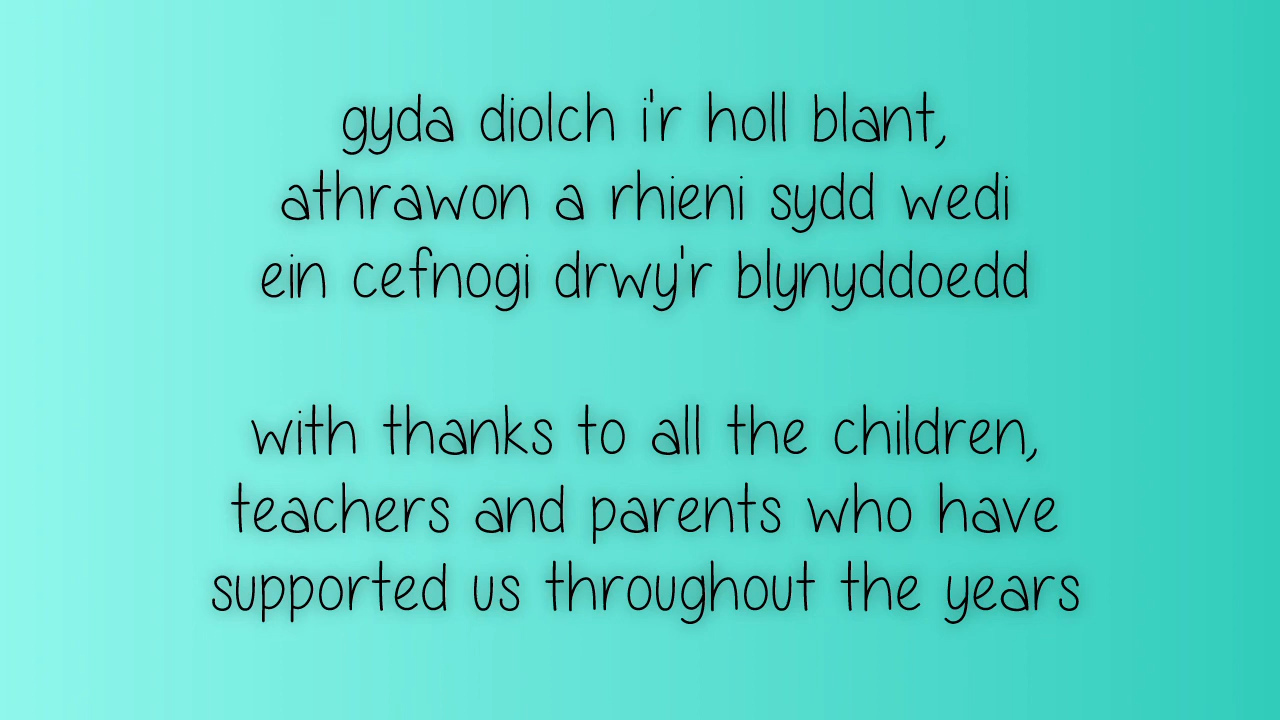 gyda diolch i'r holl blant,
athrawon a rhieni sydd wedi
ein cefnogi drwy'r blynyddoedd
with thanks to all the children,
teachers and parents who have
supported us throughout the years